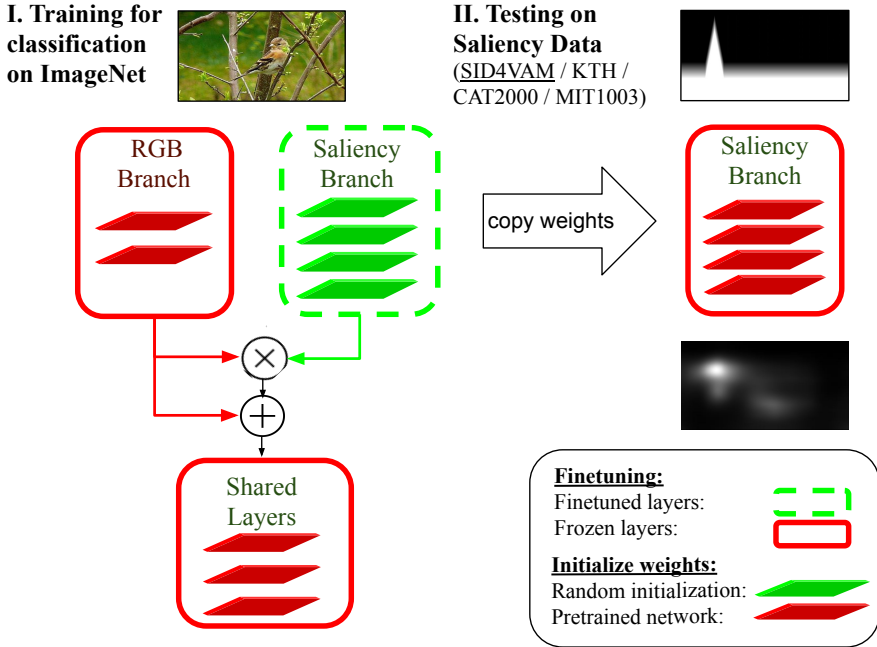 I. Training for
classification
on ImageNet
II. Testing on
Saliency Data
(SID4VAM / KTH /
CAT2000 / MIT1003)
RGB
Branch
Saliency
Branch
copy weights
Saliency
Branch
Shared
Layers
Finetuning:
Finetuned layers:
Frozen layers:
Initialize weights:
Random initialization:
Pretrained network: